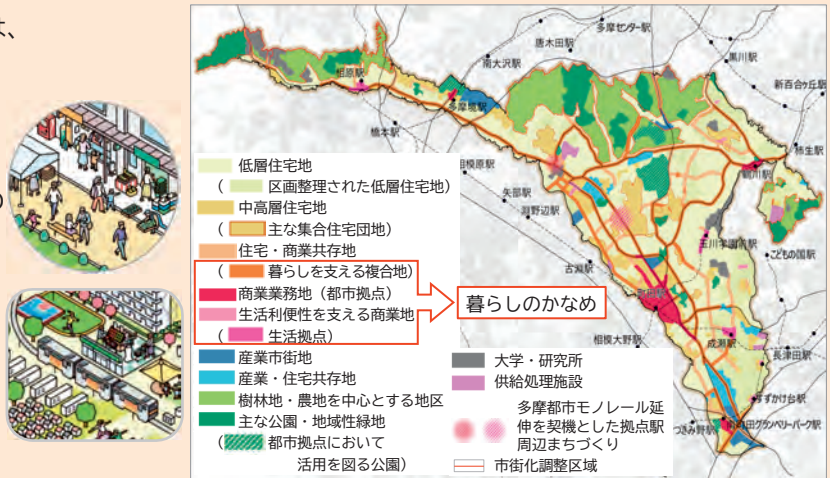 は、
の
多摩センター駅
唐木田駅
南大沢駅
黒川駅
新百合ヶ丘駅
相原駅
多摩境駅
橋本駅
柿生駅
鶴川駅
相模原駅
矢部駅
淵野辺駅
玉川学園前駅
こどもの国駅
古淵駅
町田駅
相模大野駅
成瀬駅
長津田駅
すずかけ台駅
つきみ野駅
南町田グランベリーパーク駅
低層住宅地
( 区画整理された低層住宅地)
中高層住宅地
( 主な集合住宅団地)
住宅・商業共存地
( 暮らしを支える複合地)
商業業務地(都市拠点)
生活利便性を支える商業地
( 生活拠点)
暮らしのかなめ
産業市街地
産業・住宅共存地
樹林地・農地を中心とする地区
主な公園・地域性緑地
( 都市拠点において
活用を図る公園)
大学・研究所
供給処理施設
多摩都市モノレール延
伸を契機とした拠点駅
周辺まちづくり
市街化調整区域